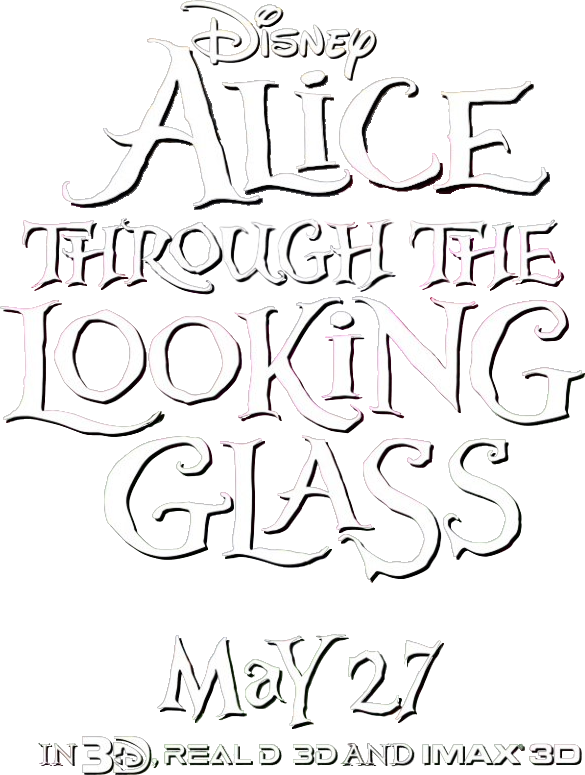 Disney
ALiCE
THROUGH THE
LOOKiNG
GLASS
MaY 27
IN 3D, REAL D 3D AND IMAX 3D